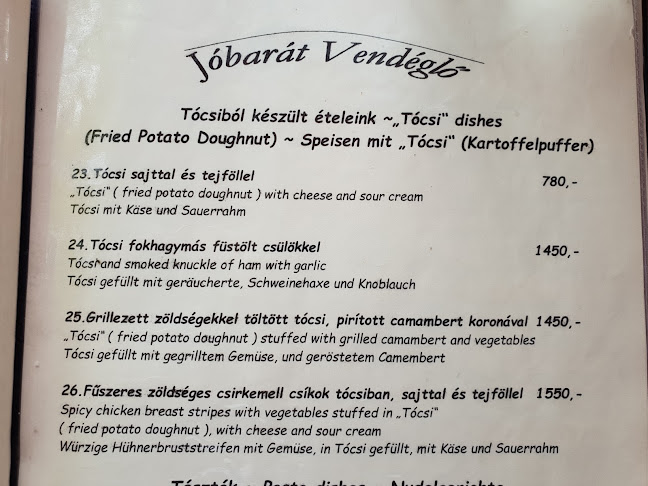 Jóbarát Vendéglő
Tócsiból készült ételeink ~„Tócsi" dishes
(Fried Potato Doughnut) ~ Speisen mit „Tócsi" (Kartoffelpuffer)
23.Tócsi sajttal és tejföllel 780,-
„Tócsi" ( fried potato doughnut ) with cheese and sour cream
Tócsi mit Käse und Sauerrahm
24.Tócsi fokhagymás füstölt csülökkel 1450,-
Tócsi and smoked knuckle of ham with garlic
Tócsi gefüllt mit geräucherte, Schweinehaxe und Knoblauch
25.Grillezett zöldségekkel töltött tócsi, pirított camambert koronával 1450,-
„Tócsi" ( fried potato doughnut ) stuffed with grilled camambert and vegetables
Tócsi gefüllt mit gegrilltem Gemüse, und geröstetem Camembert
26.Fűszeres zöldséges csirkemell csíkok tócsiban, sajttal és tejföllel 1550,-
Spicy chicken breast stripes with vegetables stuffed in „Tócsi"
( fried potato doughnut ), with cheese and sour cream
Würzige Hühnerbruststreifen mit Gemüse, in Tócsi gefüllt, mit Käse und Sauerrahm